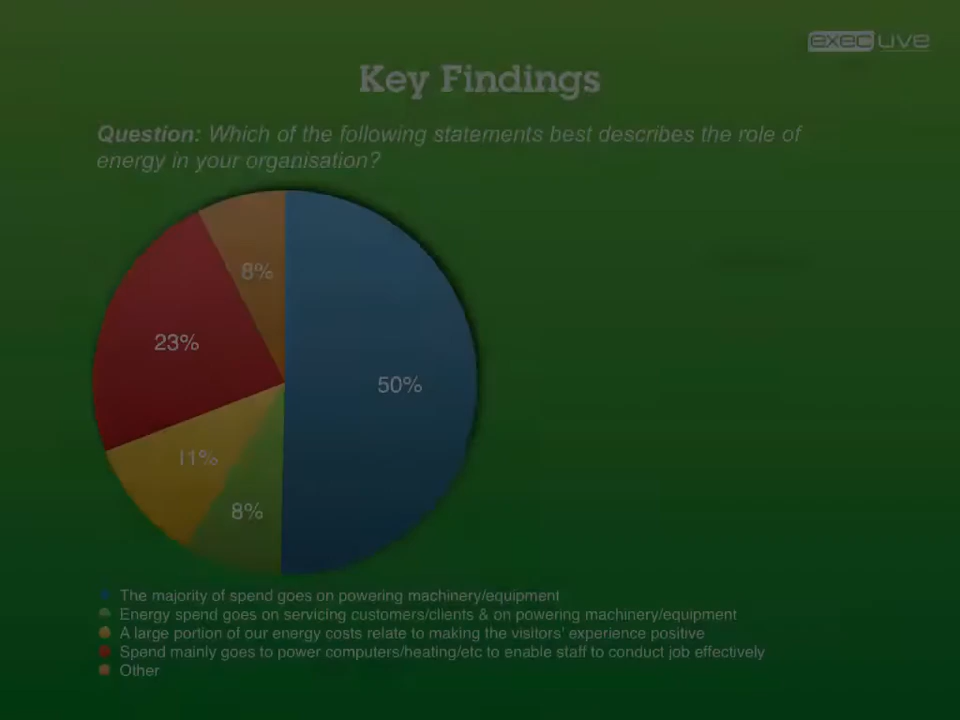 exec LIVE
Key Findings
Question: Which of the following statements best describes the role of
energy in your organisation?
8%
23%
50%
11%
8%
The majority of spend goes on powering machinery/equipment
Energy spend goes on servicing customers/clients & on powering machinery/equipment
A large portion of our energy costs relate to making the visitors' experience positive
Spend mainly goes to power computers/heating/etc to enable staff to conduct job effectively
Other